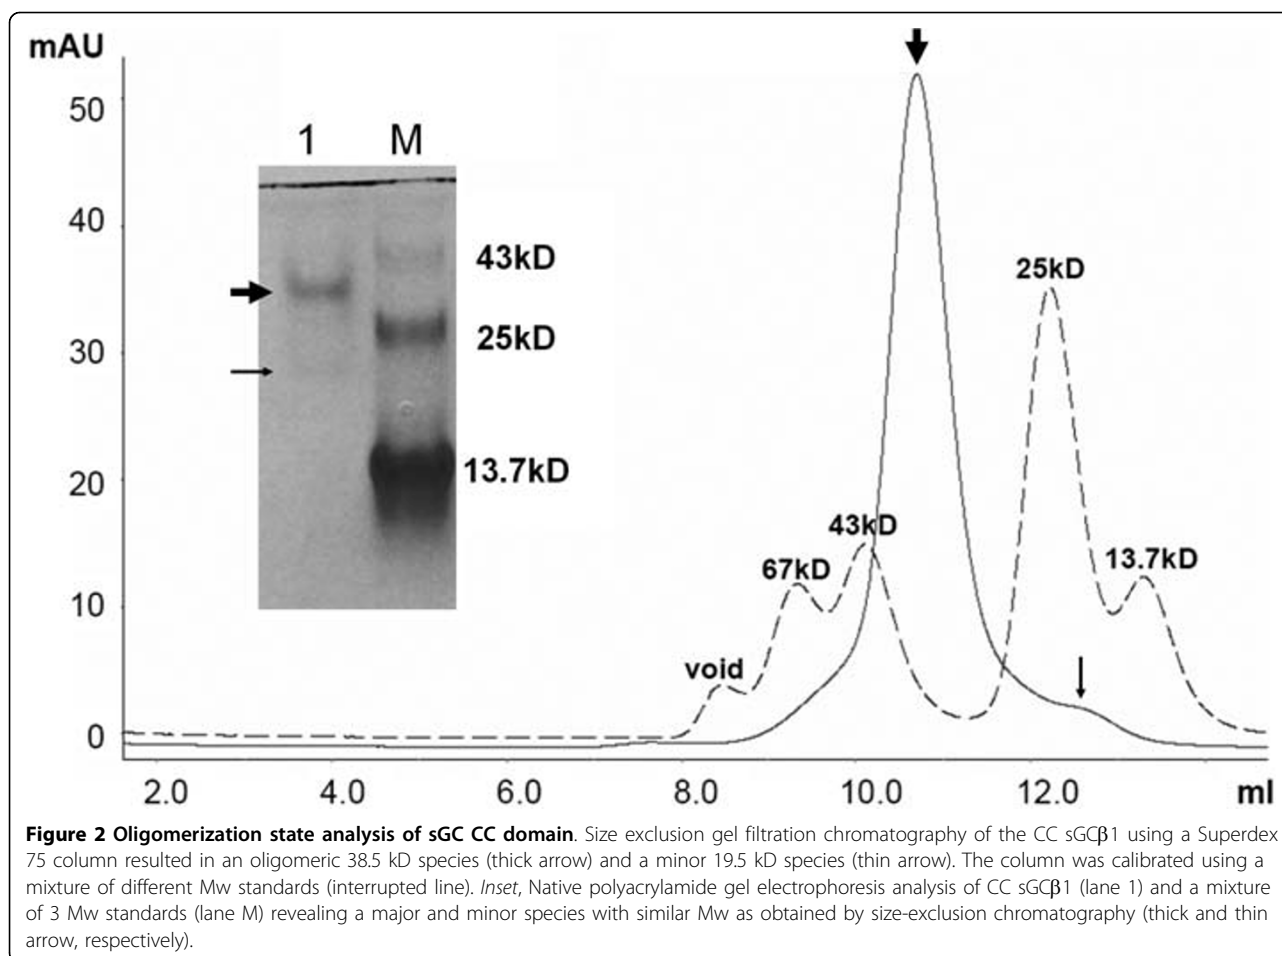 mAU
50
40
30
20
10
0
1 M
43kD
25kD
13.7kD
void
67kD
43kD
25kD
13.7kD
2.0 4.0 6.0 8.0 10.0 12.0 ml
Figure 2 Oligomerization state analysis of sGC CC domain. Size exclusion gel filtration chromatography of the CC sGCβ1 using a Superdex
75 column resulted in an oligomeric 38.5 kD species (thick arrow) and a minor 19.5 kD species (thin arrow). The column was calibrated using a
mixture of different Mw standards (interrupted line). Inset, Native polyacrylamide gel electrophoresis analysis of CC sGCβ1 (lane 1) and a mixture
of 3 Mw standards (lane M) revealing a major and minor species with similar Mw as obtained by size-exclusion chromatography (thick and thin
arrow, respectively).